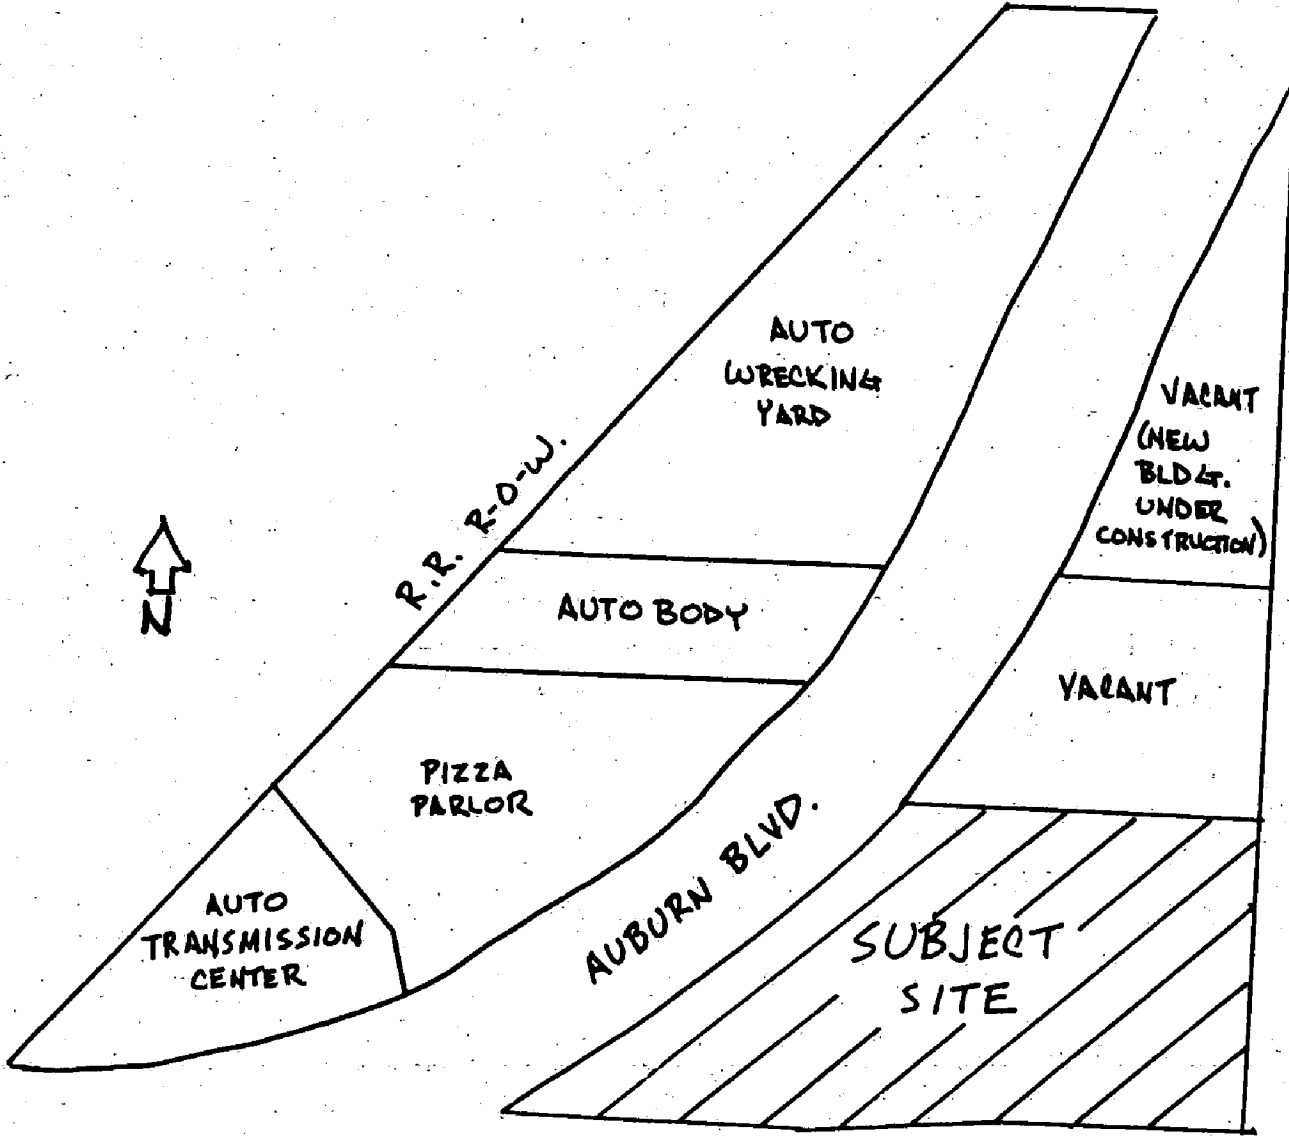 AUTO
WRECKING
YARD
VACANT
(NEW
BLDG.
UNDER
CONSTRUCTION)
R.R. R-O-W.
N
AUTO BODY
VACANT
PIZZA
PARLOR
AUBURN BLVD.
AUTO
TRANSMISSION
CENTER
SUBJECT
SITE